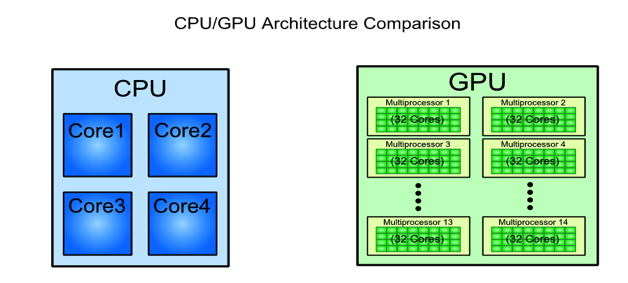 CPU/GPU Architecture Comparison
CPU
Core1
Core2
Core3
Core4
GPU
Multiprocessor 1
(32 Cores)
Multiprocessor 2
(32 Cores)
Multiprocessor 3
(32 Cores)
Multiprocessor 4
(32 Cores)
Multiprocessor 13
(32 Cores)
Multiprocessor 14
(32 Cores)